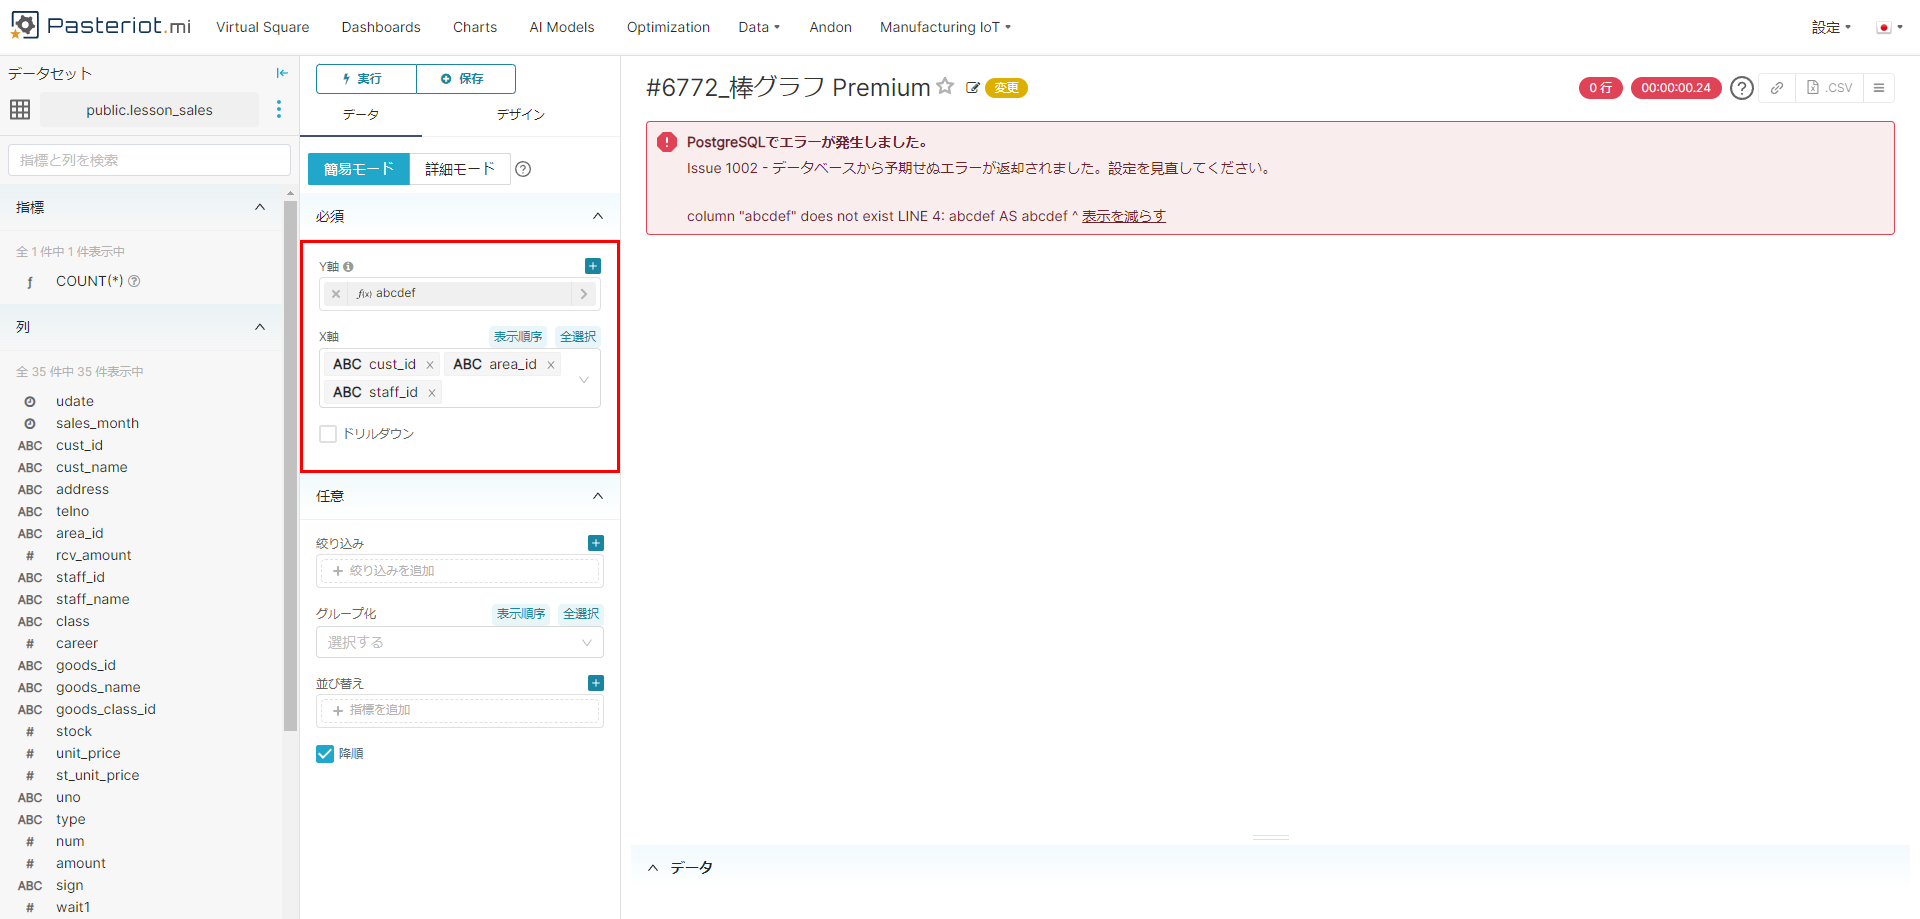 Pasteriot.mi Virtual Square Dashboards Charts AI Models Optimization Data Andon Manufacturing IoT 設定
データセット
public.lesson_sales
指標と列を検索
指標
全 1 件中 1 件表示中
f COUNT(*)
列
全 35 件中 35 件表示中
udate
sales_month
ABC cust_id
ABC cust_name
ABC address
ABC telno
ABC area_id
# rcv_amount
ABC staff_id
ABC staff_name
ABC class
# career
ABC goods_id
ABC goods_name
ABC goods_class_id
# stock
# unit_price
# st_unit_price
ABC uno
ABC type
# num
# amount
ABC sign
# wait1
実行 保存
データ デザイン
簡易モード 詳細モード
必須
Y軸
f(x) abcdef
X軸 表示順序 全選択
ABC cust_id x ABC area_id x
ABC staff_id x
ドリルダウン
任意
絞り込み
+ 絞り込みを追加
グループ化 表示順序 全選択
選択する
並び替え
+ 指標を追加
降順
#6772_棒グラフ Premium 変更 0 行 00:00:00.24 .CSV
PostgreSQLでエラーが発生しました。
Issue 1002 - データベースから予期せぬエラーが返却されました。設定を見直してください。
column "abcdef" does not exist LINE 4: abcdef AS abcdef ^ 表示を減らす
データ